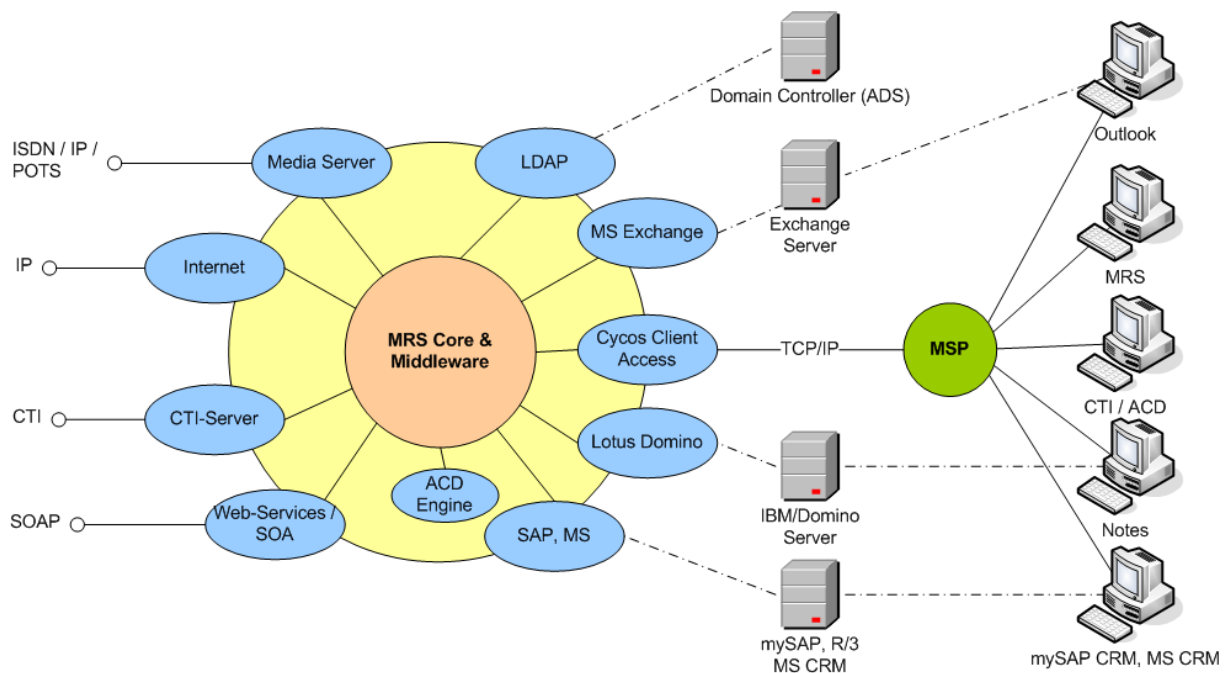 Domain Controller (ADS)
ISDN / IP /
POTS
Media Server
LDAP
Outlook
MS Exchange
Exchange
Server
IP
Internet
MRS
MRS Core &
Middleware
Cycos Client
Access
TCP/IP
MSP
CTI
CTI-Server
CTI / ACD
Lotus Domino
ACD
Engine
SOAP
Web-Services /
SOA
SAP, MS
IBM/Domino
Server
Notes
mySAP, R/3
MS CRM
mySAP CRM, MS CRM